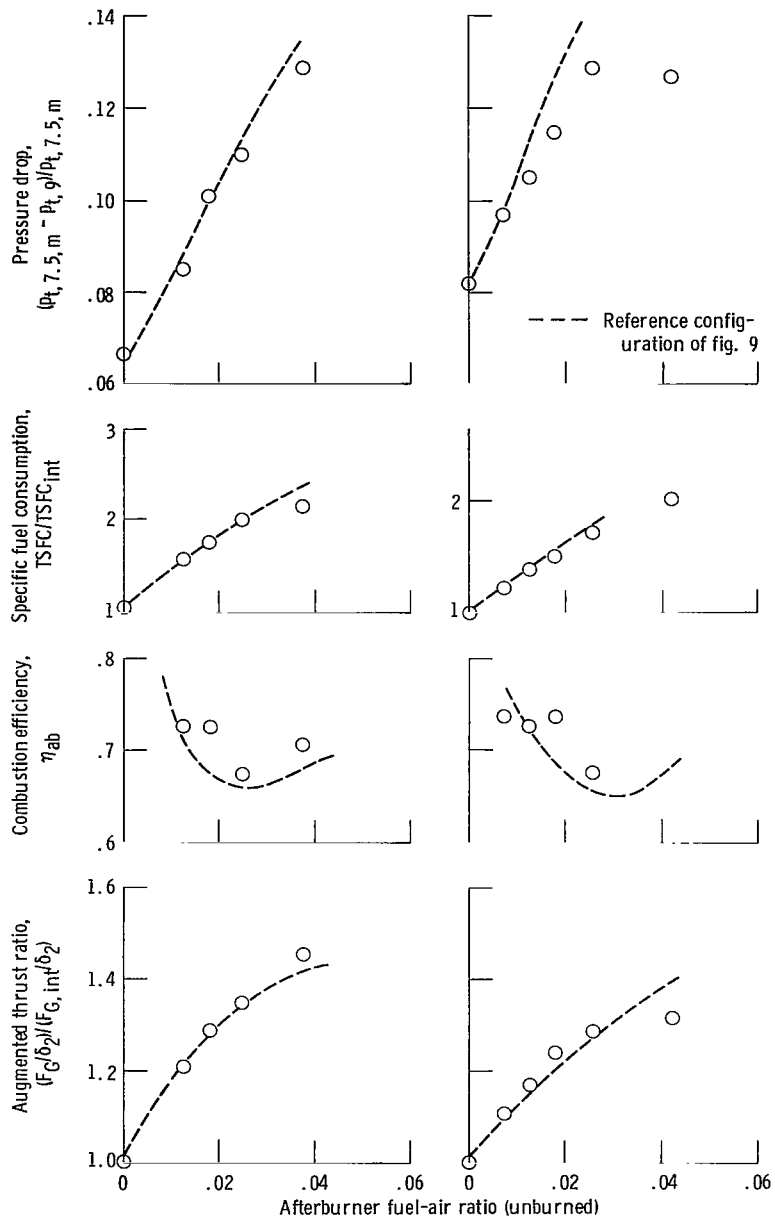 Pressure drop,
(pt, 7.5, m - pt, 9)/pt, 7.5, m
.14
.12
.10
.08
.06
Reference config-
uration of fig. 9
Specific fuel consumption,
TSFC/TSFCint
3
2
1
2
1
Combustion efficiency,
ηab
.8
.7
.6
Augmented thrust ratio,
(FG/δ2)/(FG, int/δ2)
1.6
1.4
1.2
1.0
0 .02 .04 .06 0 .02 .04 .06
Afterburner fuel-air ratio (unburned)